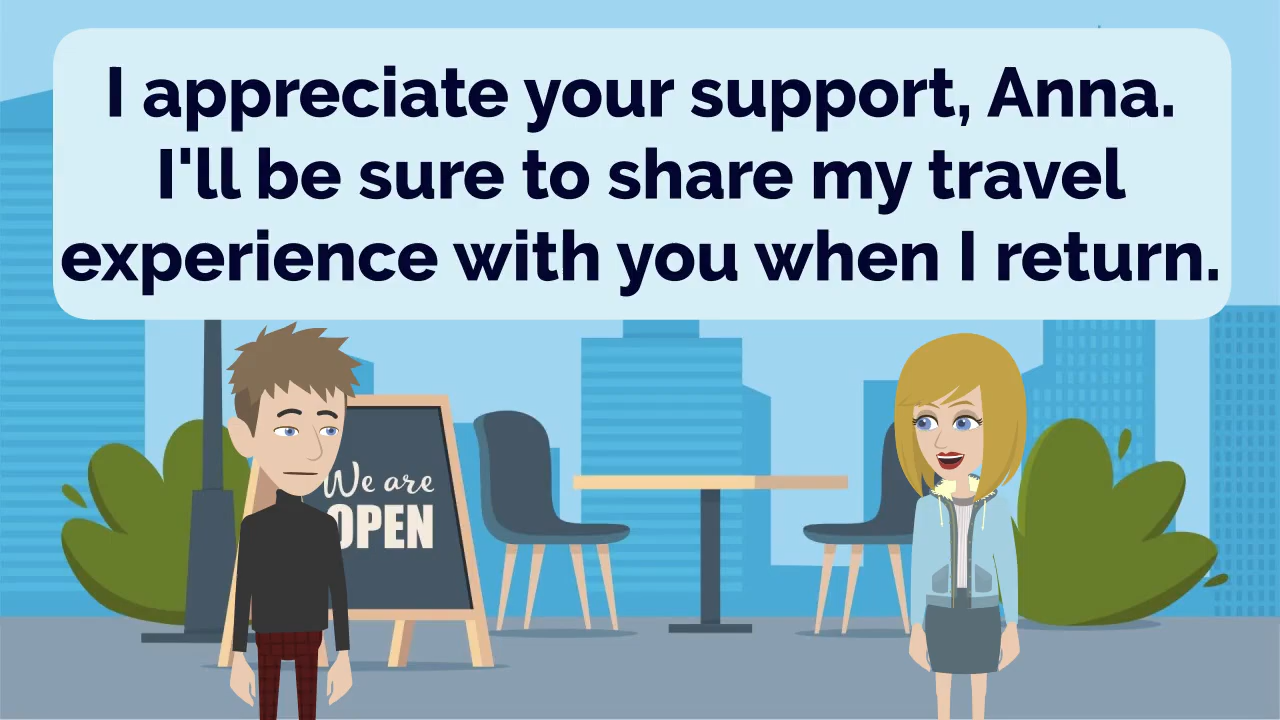 I appreciate your support, Anna.
I'll be sure to share my travel
experience with you when I return.
We are
OPEN